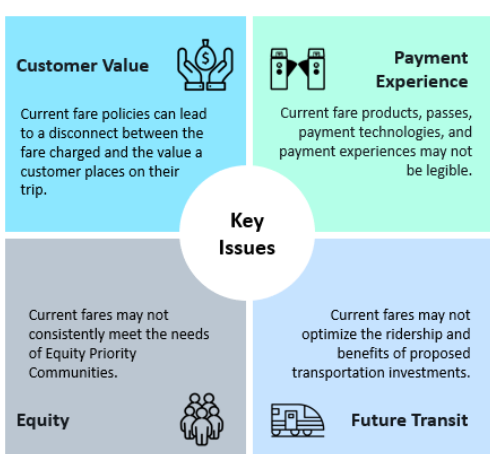 Customer Value
Current fare policies can lead
to a disconnect between the
fare charged and the value a
customer places on their
trip.
Payment
Experience
Current fare products, passes,
payment technologies, and
payment experiences may not
be legible.
Key
Issues
Current fares may not
consistently meet the needs
of Equity Priority
Communities.
Equity
Current fares may not
optimize the ridership and
benefits of proposed
transportation investments.
Future Transit